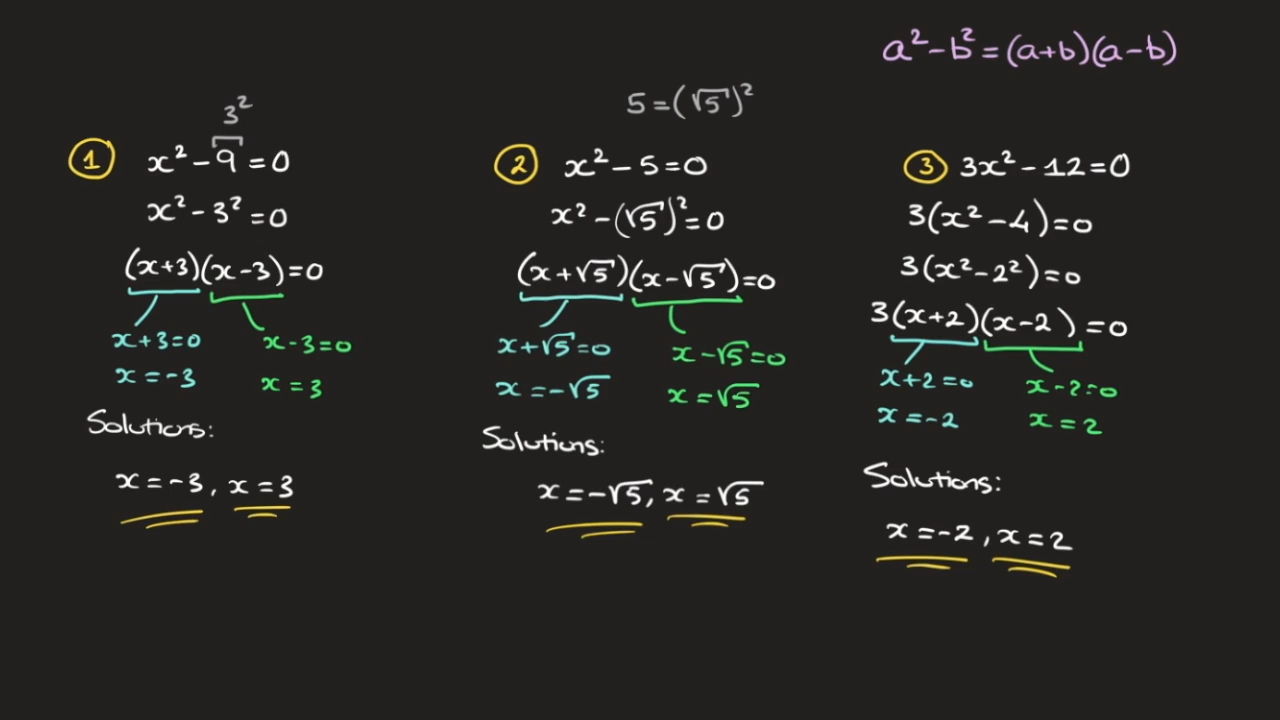 a² - b² = (a+b)(a-b)
3²
① x² - 9 = 0
x² - 3² = 0
(x+3)(x-3) = 0
x+3=0
x-3=0
x = -3
x = 3
Solutions:
x = -3, x = 3
5 = (√5)²
② x² - 5 = 0
x² - (√5)² = 0
(x+√5)(x-√5) = 0
x+√5=0
x-√5=0
x = -√5
x = √5
Solutions:
x = -√5, x = √5
③ 3x² - 12 = 0
3(x² - 4) = 0
3(x² - 2²) = 0
3(x+2)(x-2) = 0
x+2=0
x-2=0
x = -2
x = 2
Solutions:
x = -2, x = 2